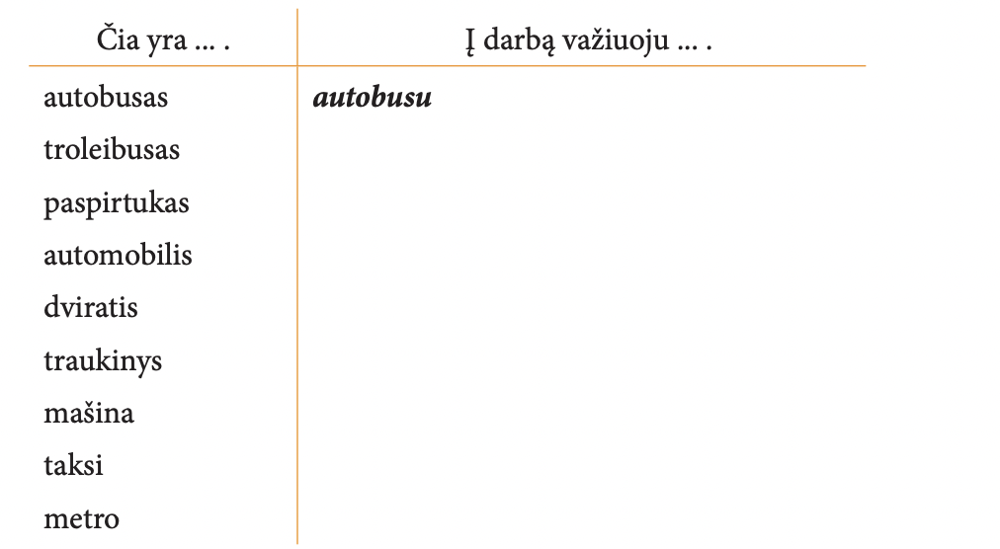 Čia yra ... . Į darbą važiuoju ... .
autobusas autobusu
troleibusas
paspirtukas
automobilis
dviratis
traukinys
mašina
taksi
metro